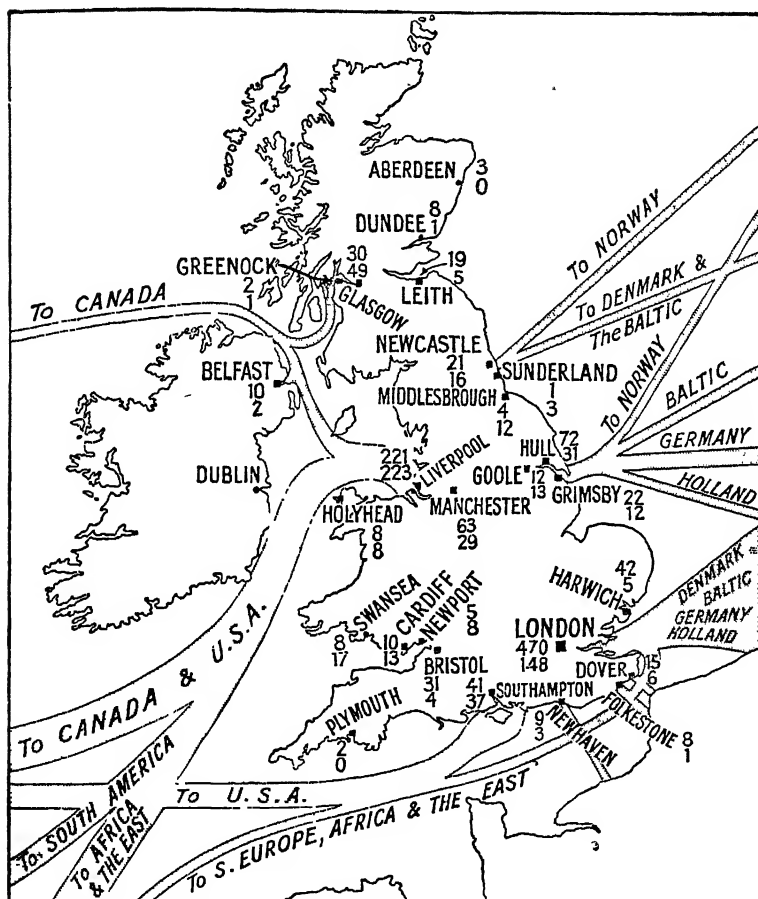 ABERDEEN
3
0
DUNDEE
8
1
GREENOCK
2
1
30
49
GLASGOW
19
5
LEITH
TO CANADA
TO NORWAY
TO DENMARK &
The BALTIC
NEWCASTLE
21
16
SUNDERLAND
1
3
BELFAST
10
2
MIDDLESBROUGH
4
12
TO NORWAY
BALTIC
GERMANY
HOLLAND
HULL
72
31
GOOLE
12
13
GRIMSBY
22
12
221
223
LIVERPOOL
DUBLIN
HOLYHEAD
8
8
MANCHESTER
63
29
42
5
HARWICH
DENMARK
BALTIC
GERMANY
HOLLAND
SWANSEA
8
17
CARDIFF
10
13
NEWPORT
5
8
LONDON
470
148
BRISTOL
31
4
DOVER
15
6
41
37
SOUTHAMPTON
FOLKESTONE
8
1
NEWHAVEN
9
3
PLYMOUTH
2
0
TO CANADA & U.S.A.
TO SOUTH AMERICA
TO AFRICA
& THE EAST
TO U.S.A.
TO S. EUROPE, AFRICA & THE EAST